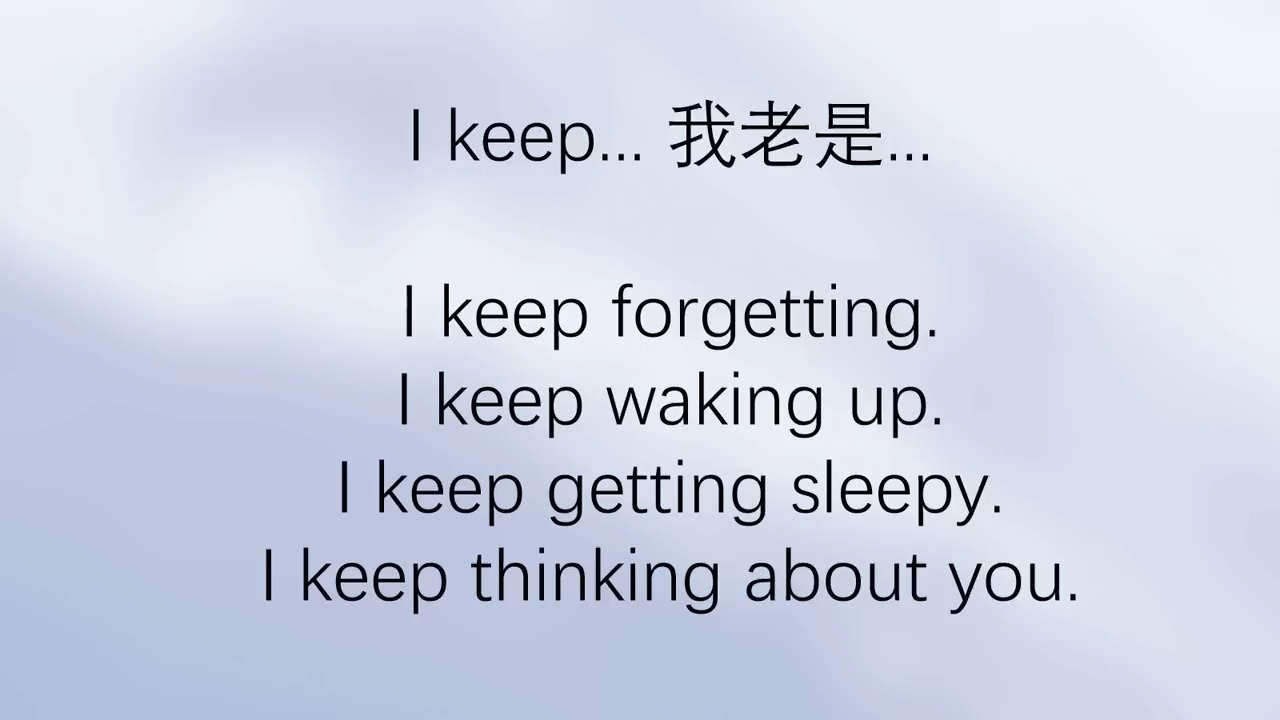 I keep... 我老是...
I keep forgetting.
I keep waking up.
I keep getting sleepy.
I keep thinking about you.